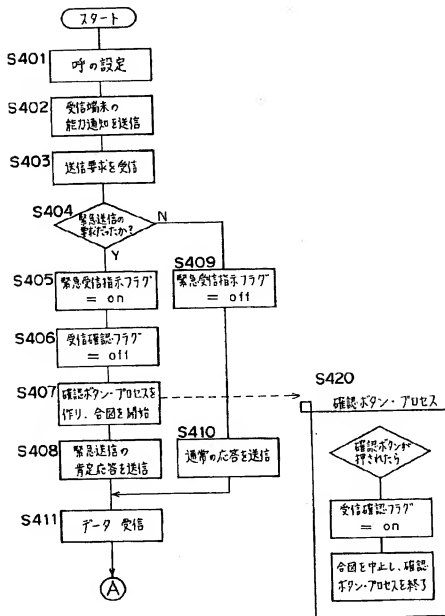 スタート
S401
呼の設定
S402
受信端末の
能力通知を送信
S403
送信要求を受信
S404
緊急送信の
要求だったか?
N
Y
S405
緊急受信指示フラグ
= on
S409
緊急受信指示フラグ
= off
S406
受信確認フラグ
= off
S407
確認ボタン・プロセスを
作り、合図を開始
S420
確認ボタン・プロセス
S408
緊急送信の
肯定応答を送信
S410
通常の応答を送信
確認ボタンが
押されたら
受信確認フラグ
= on
S411
データ 受信
合図を中止し、確認
ボタン・プロセスを終了
A